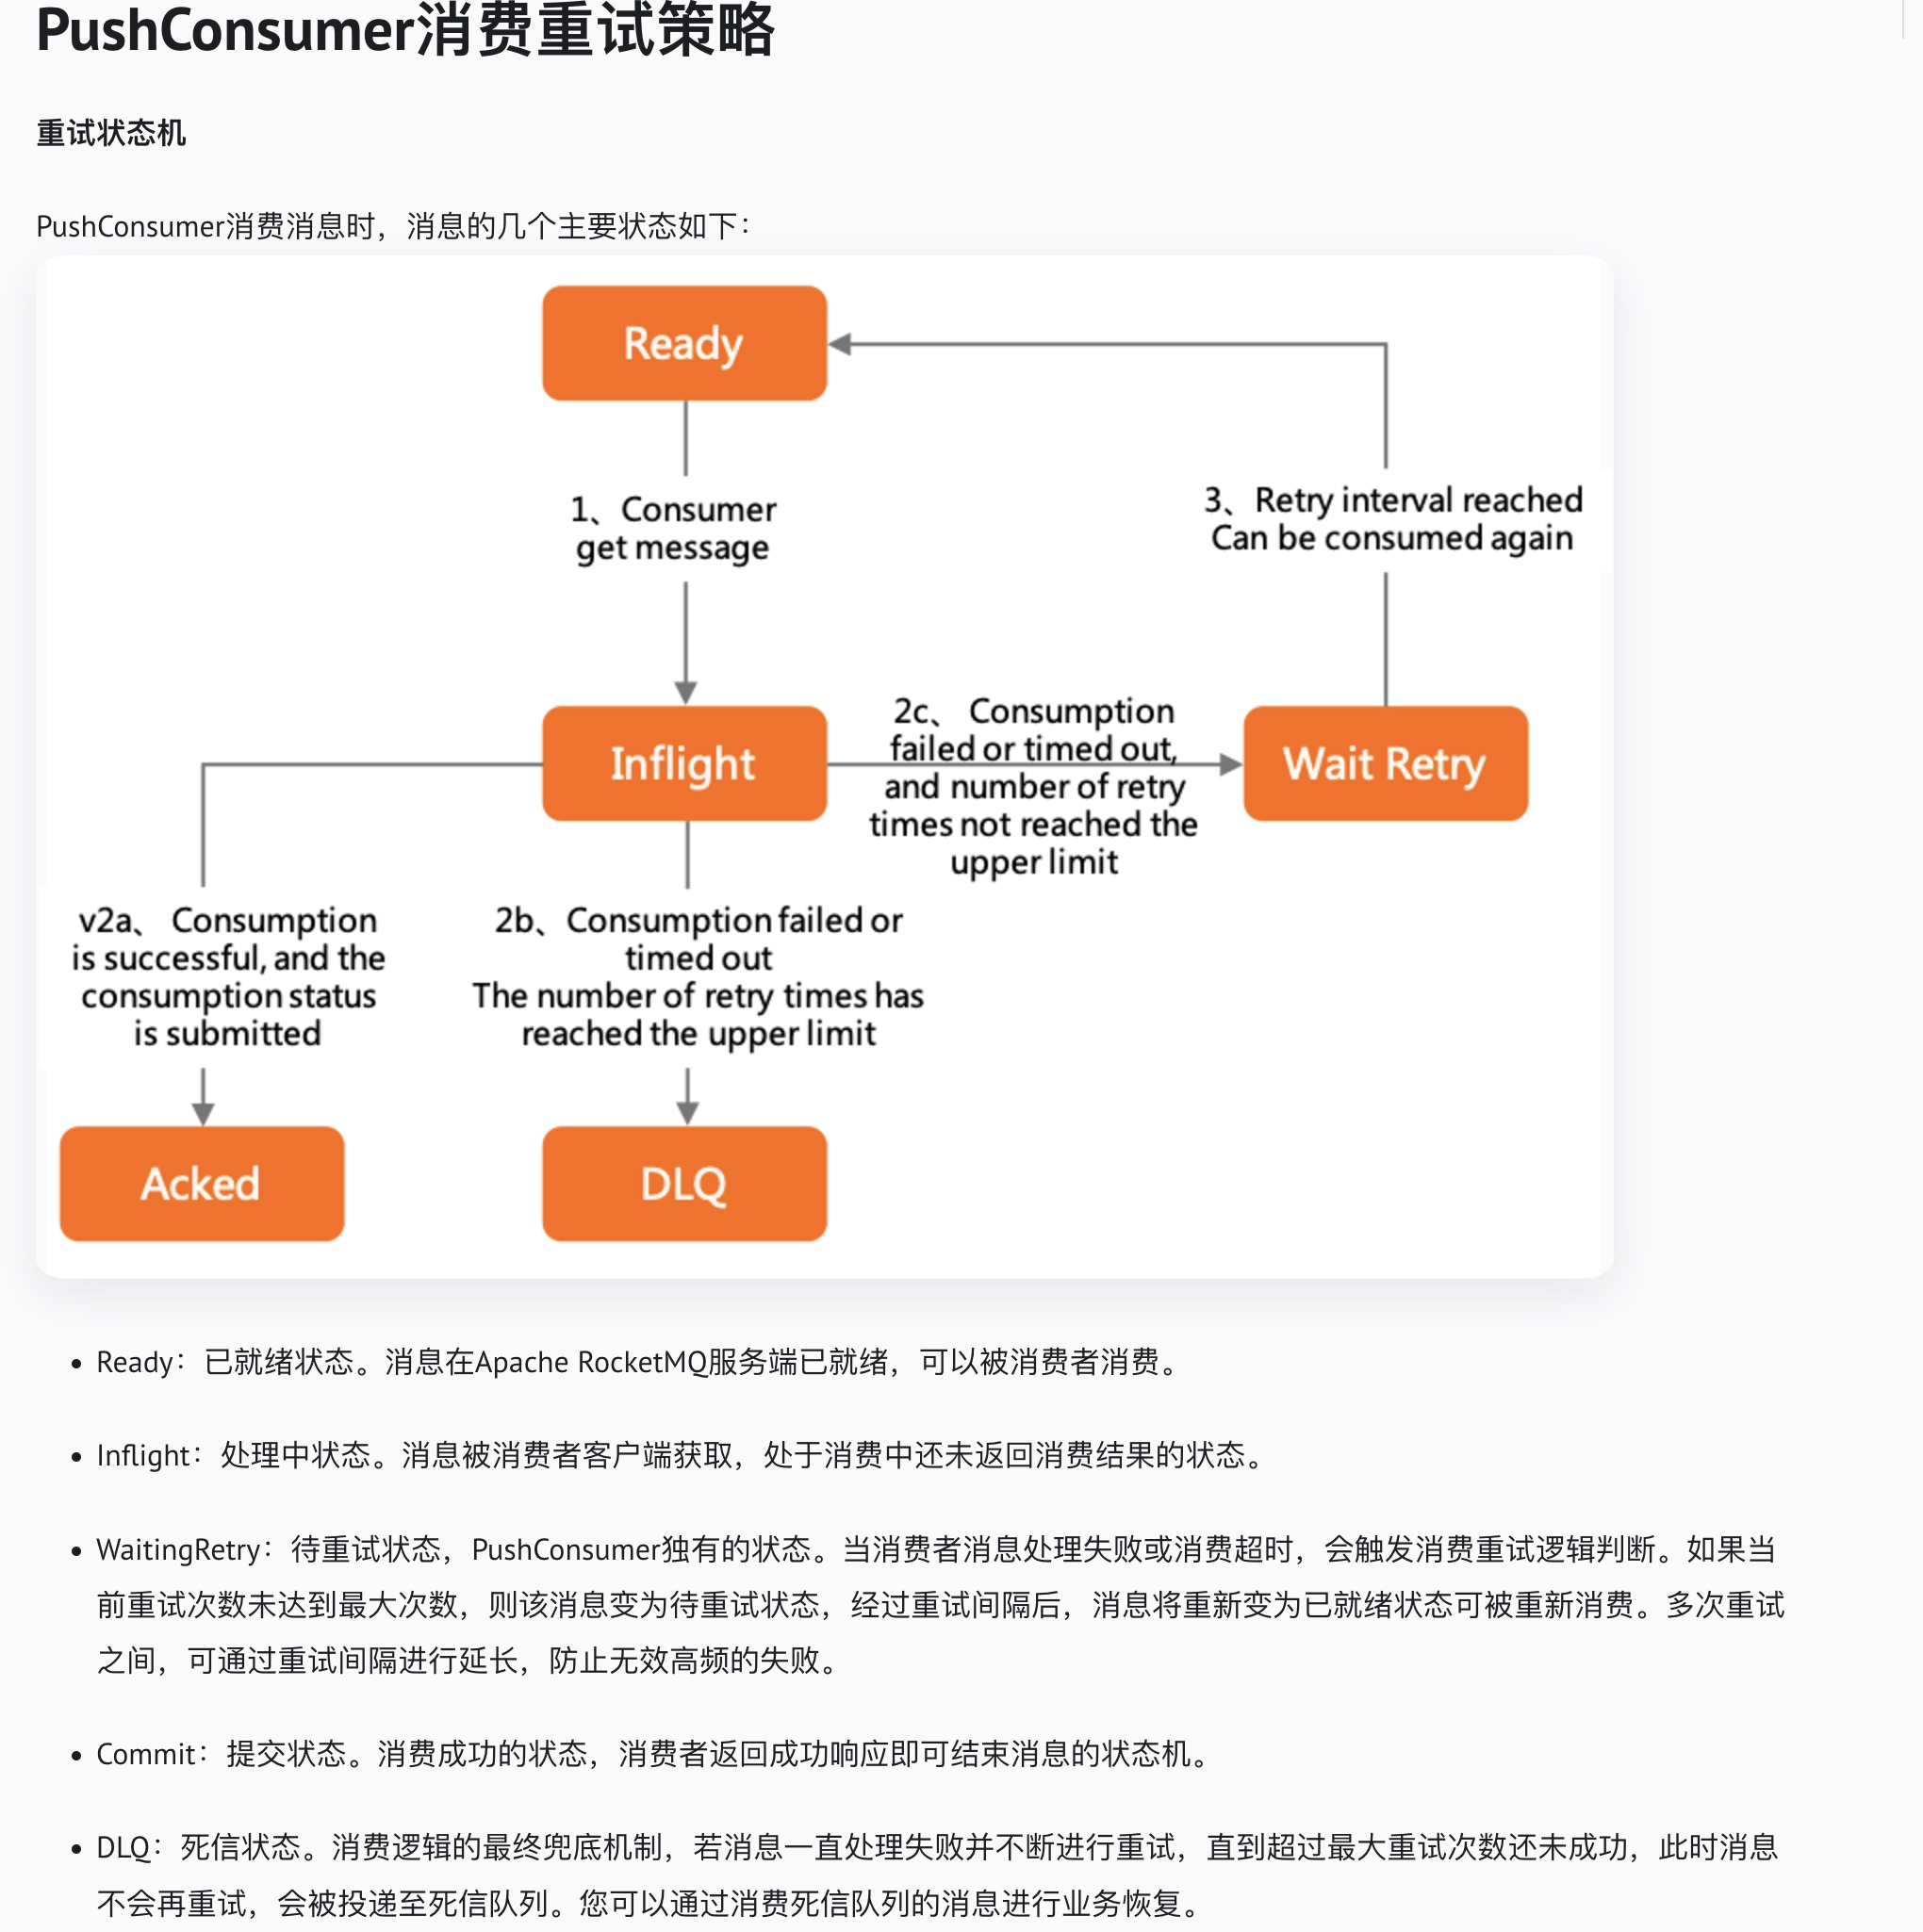 PushConsumer消费重试策略
重试状态机
PushConsumer消费消息时，消息的几个主要状态如下：
Ready
1、Consumer
get message
3、Retry interval reached
Can be consumed again
Inflight
2c、 Consumption
failed or timed out,
and number of retry
times not reached the
upper limit
Wait Retry
v2a、 Consumption
is successful, and the
consumption status
is submitted
2b、Consumption failed or
timed out
The number of retry times has
reached the upper limit
Acked
DLQ
Ready：已就绪状态。消息在Apache RocketMQ服务端已就绪，可以被消费者消费。
Inflight：处理中状态。消息被消费者客户端获取，处于消费中还未返回消费结果的状态。
WaitingRetry：待重试状态，PushConsumer独有的状态。当消费者消息处理失败或消费超时，会触发消费重试逻辑判断。如果当
前重试次数未达到最大次数，则该消息变为待重试状态，经过重试间隔后，消息将重新变为已就绪状态可被重新消费。多次重试
之间，可通过重试间隔进行延长，防止无效高频的失败。
Commit：提交状态。消费成功的状态，消费者返回成功响应即可结束消息的状态机。
DLQ：死信状态。消费逻辑的最终兜底机制，若消息一直处理失败并不断进行重试，直到超过最大重试次数还未成功，此时消息
不会再重试，会被投递至死信队列。您可以通过消费死信队列的消息进行业务恢复。